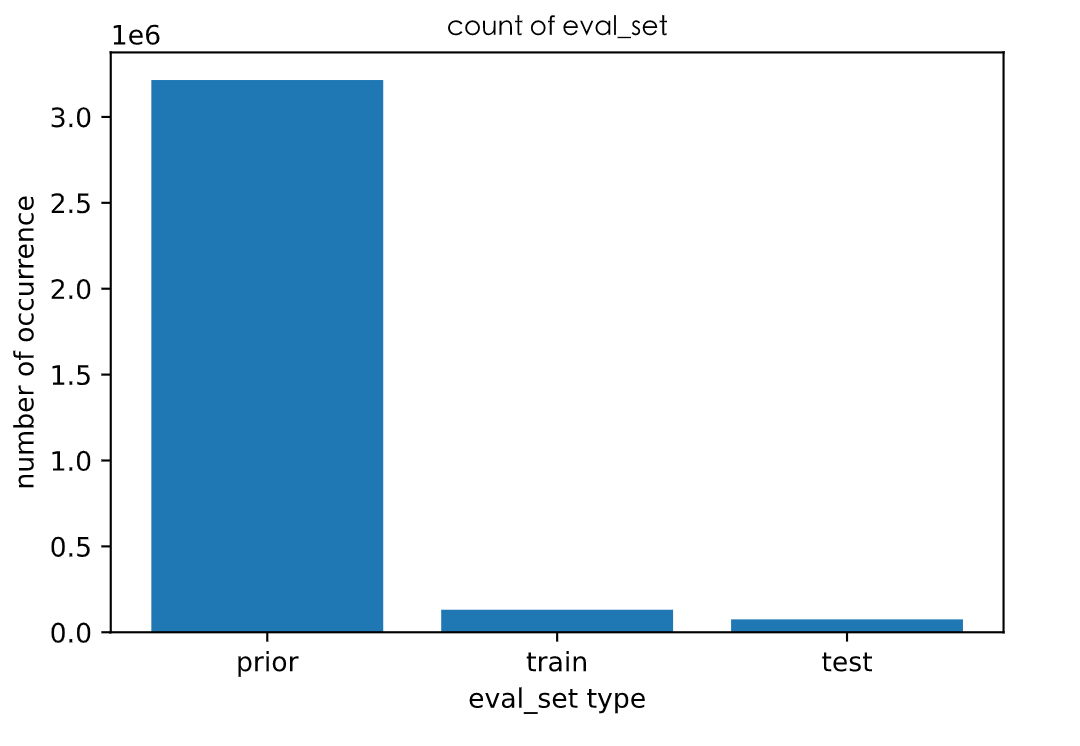 count of eval_set
1e6
3.0
2.5
2.0
1.5
1.0
0.5
0.0
number of occurrence
prior train test
eval_set type